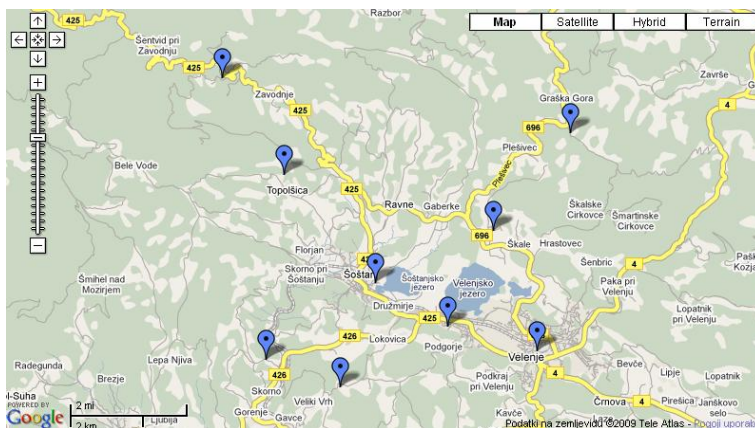 Razbor
Map
Satellite
Hybrid
Terrain
425
Šentvid pri
Zavodnju
425
Završe
Zavodnje
Graška Gora
425
4
696
Plešivec
Plešivec
Bele Vode
Topolšica
425
Ravne
Gaberke
Škalske
Cirkovce
Šmartinske
Cirkovce
696
Škale
Hrastovec
Florjan
Skorno pri
Šoštanju
Šoštanj
Šoštanjsko
jezero
Velenjsko
jezero
Šenbric
4
Šmihel nad
Mozirjem
Paka pri
Velenju
Družmirje
425
Lopatnik
pri Velenju
426
Lokovica
Podgorje
Velenje
Lepa Njiva
Radegunda
Brezje
426
Skorno
Podkraj
pri Velenju
Bevče
Lipje
Lopatnik
4
4
Veliki Vrh
Črnova
Pirešica
Janškovo
selo
Gorenje
Gavce
Kavče
Ljubija
2 mi
2 km
POWERED BY
Google
Podatki na zemljevidu ©2009 Tele Atlas - Pogoji uporab